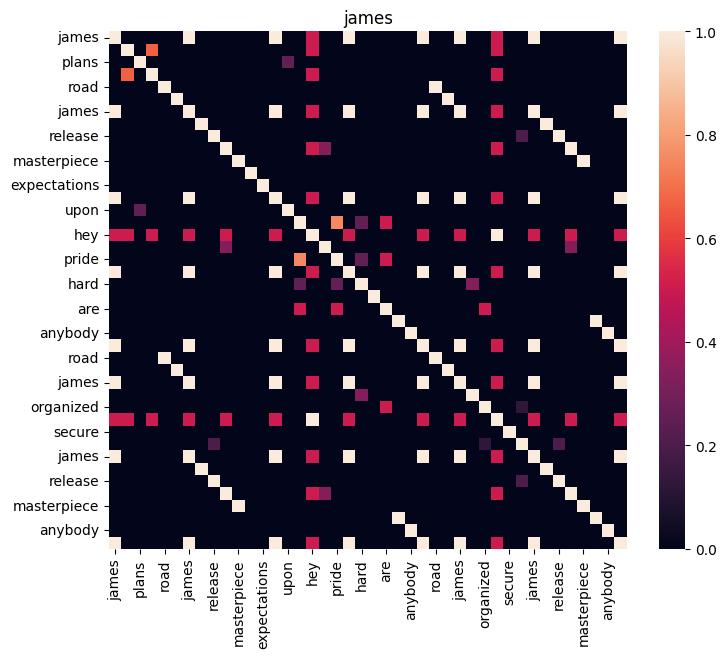 james
james
plans
road
james
release
masterpiece
expectations
upon
hey
pride
hard
are
anybody
road
james
organized
secure
james
release
masterpiece
anybody
1.0
0.8
0.6
0.4
0.2
0.0
james
plans
road
james
release
masterpiece
expectations
upon
hey
pride
hard
are
anybody
road
james
organized
secure
james
release
masterpiece
anybody